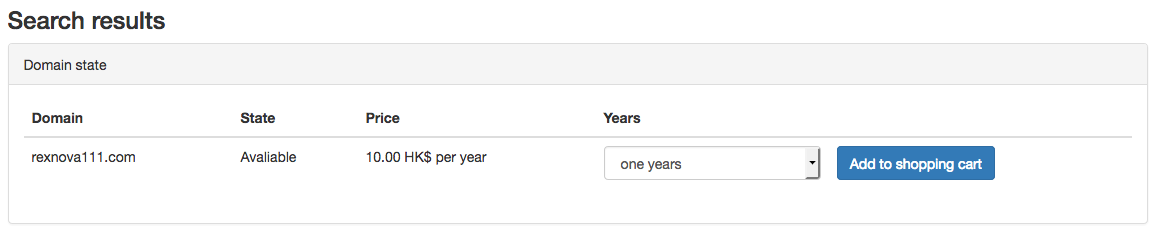 Search results
Domain state
Domain State Price Years
rexnova111.com Avaliable 10.00 HK$ per year one years Add to shopping cart